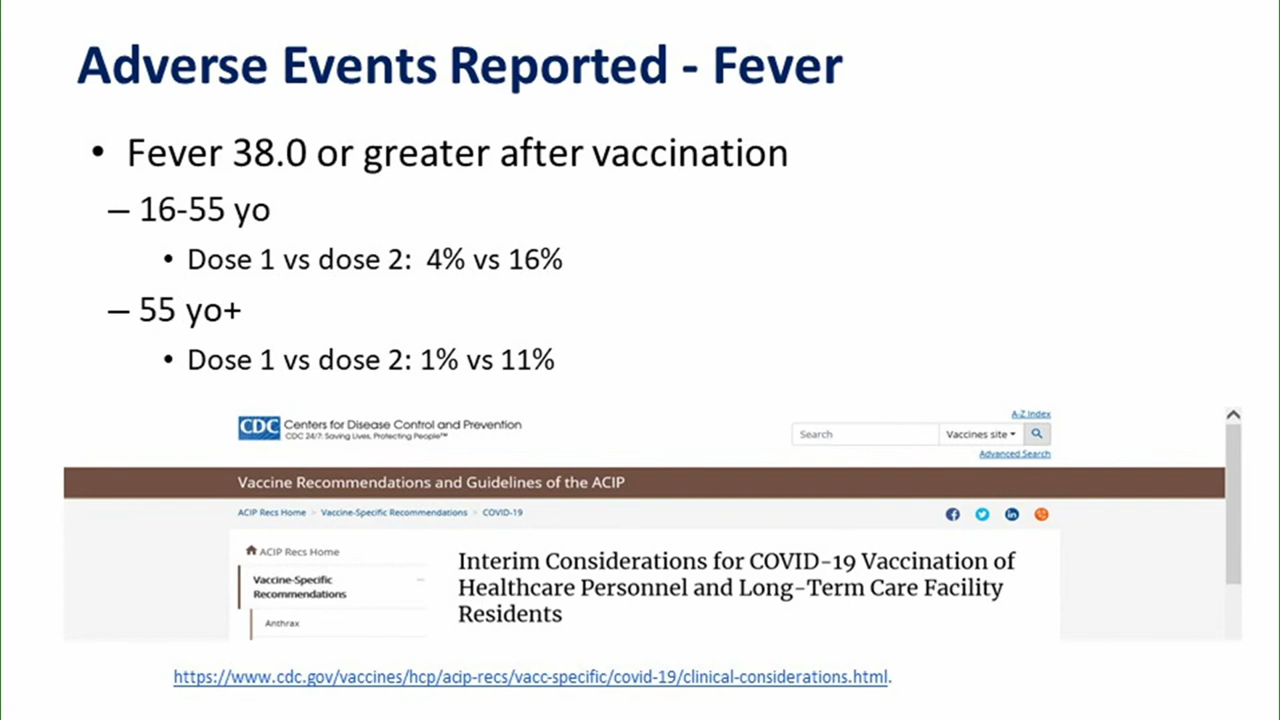 Adverse Events Reported - Fever
• Fever 38.0 or greater after vaccination
– 16-55 yo
• Dose 1 vs dose 2:  4% vs 16%
– 55 yo+
• Dose 1 vs dose 2: 1% vs 11%
A-Z Index
CDC Centers for Disease Control and Prevention
CDC 24/7: Saving Lives, Protecting People™
Search
Vaccines site
Advanced Search
Vaccine Recommendations and Guidelines of the ACIP
ACIP Recs Home > Vaccine-Specific Recommendations > COVID-19
ACIP Recs Home
Vaccine-Specific
Recommendations
Anthrax
Interim Considerations for COVID-19 Vaccination of
Healthcare Personnel and Long-Term Care Facility
Residents
https://www.cdc.gov/vaccines/hcp/acip-recs/vacc-specific/covid-19/clinical-considerations.html.